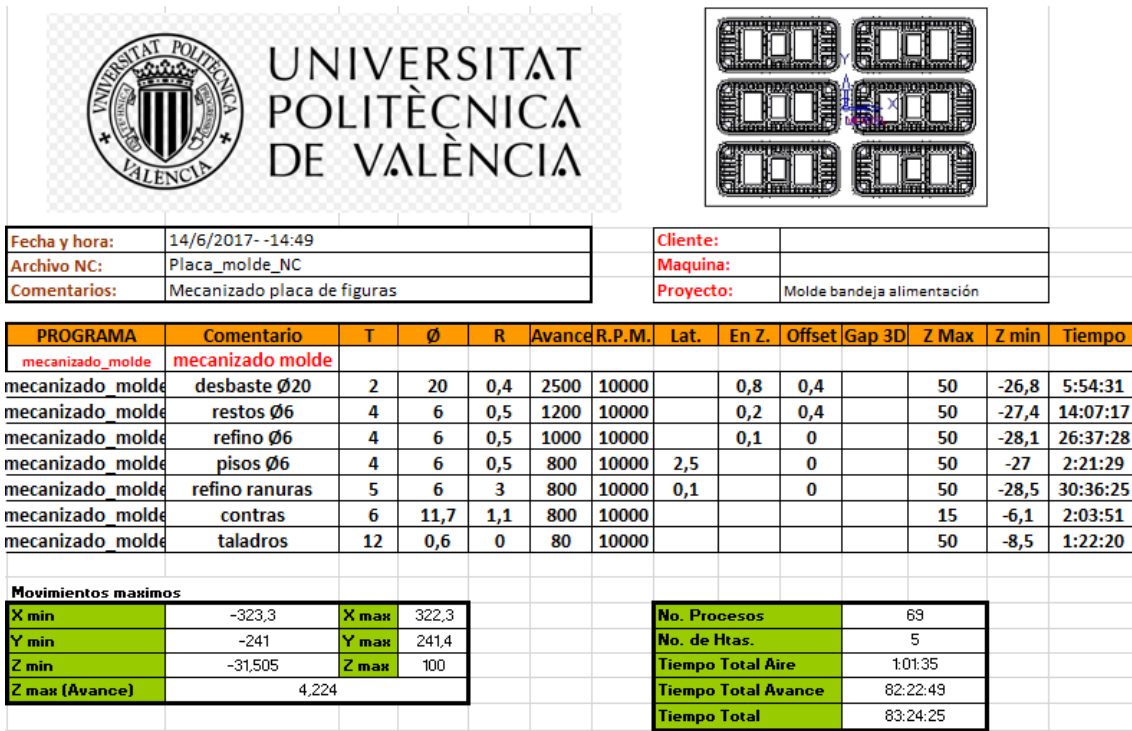 UNIVERSITAT
POLITÈCNICA
DE VALÈNCIA
UNIVERSITAT POLITÈCNICA
VALENCIA
Y
X
Fecha y hora: 14/6/2017- -14:49 Cliente:
Archivo NC: Placa_molde_NC Maquina:
Comentarios: Mecanizado placa de figuras Proyecto: Molde bandeja alimentación
PROGRAMA Comentario T Ø R Avance R.P.M. Lat. En Z. Offset Gap 3D Z Max Z min Tiempo
mecanizado_molde mecanizado molde
mecanizado_molde desbaste Ø20 2 20 0,4 2500 10000 0,8 0,4 50 -26,8 5:54:31
mecanizado_molde restos Ø6 4 6 0,5 1200 10000 0,2 0,4 50 -27,4 14:07:17
mecanizado_molde refino Ø6 4 6 0,5 1000 10000 0,1 0 50 -28,1 26:37:28
mecanizado_molde pisos Ø6 4 6 0,5 800 10000 2,5 0 50 -27 2:21:29
mecanizado_molde refino ranuras 5 6 3 800 10000 0,1 0 50 -28,5 30:36:25
mecanizado_molde contras 6 11,7 1,1 800 10000 15 -6,1 2:03:51
mecanizado_molde taladros 12 0,6 0 80 10000 50 -8,5 1:22:20
Movimientos maximos
X min -323,3 X max 322,3 No. Procesos 69
Y min -241 Y max 241,4 No. de Htas. 5
Z min -31,505 Z max 100 Tiempo Total Aire 1:01:35
Z max (Avance) 4,224 Tiempo Total Avance 82:22:49
Tiempo Total 83:24:25